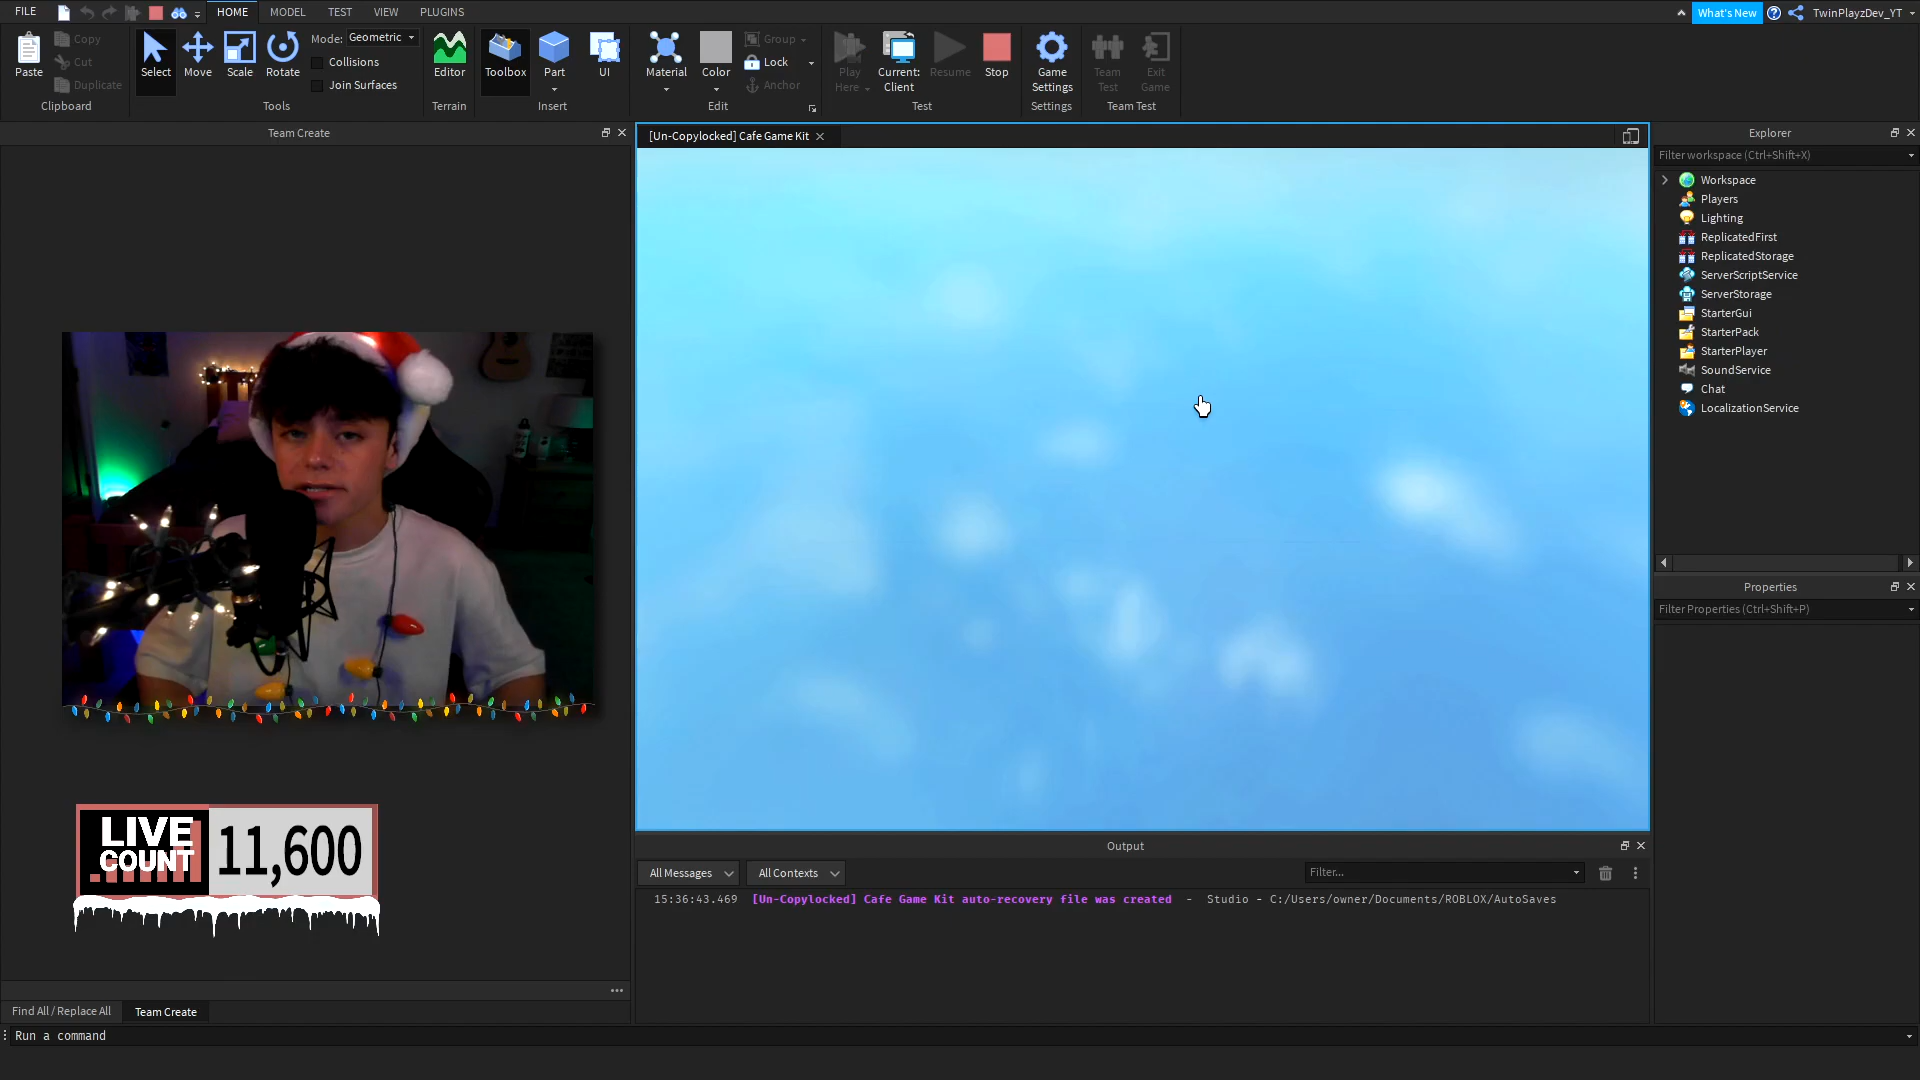 FILE
HOME
MODEL
TEST
VIEW
PLUGINS
What's New
TwinPlayzDev_YT
Paste
Copy
Cut
Duplicate
Clipboard
Select
Move
Scale
Rotate
Mode: Geometric
Collisions
Join Surfaces
Tools
Editor
Terrain
Toolbox
Part
UI
Insert
Material
Color
Group
Lock
Anchor
Edit
Play
Here
Current:
Client
Resume
Stop
Test
Game
Settings
Settings
Team
Test
Exit
Game
Team Test
Team Create
[Un-Copylocked] Cafe Game Kit
Explorer
Filter workspace (Ctrl+Shift+X)
Workspace
Players
Lighting
ReplicatedFirst
ReplicatedStorage
ServerScriptService
ServerStorage
StarterGui
StarterPack
StarterPlayer
SoundService
Chat
LocalizationService
Properties
Filter Properties (Ctrl+Shift+P)
LIVE
COUNT
11,600
Output
All Messages
All Contexts
Filter...
15:36:43.469 [Un-Copylocked] Cafe Game Kit auto-recovery file was created - Studio - C:/Users/owner/Documents/ROBLOX/AutoSaves
Find All / Replace All
Team Create
Run a command